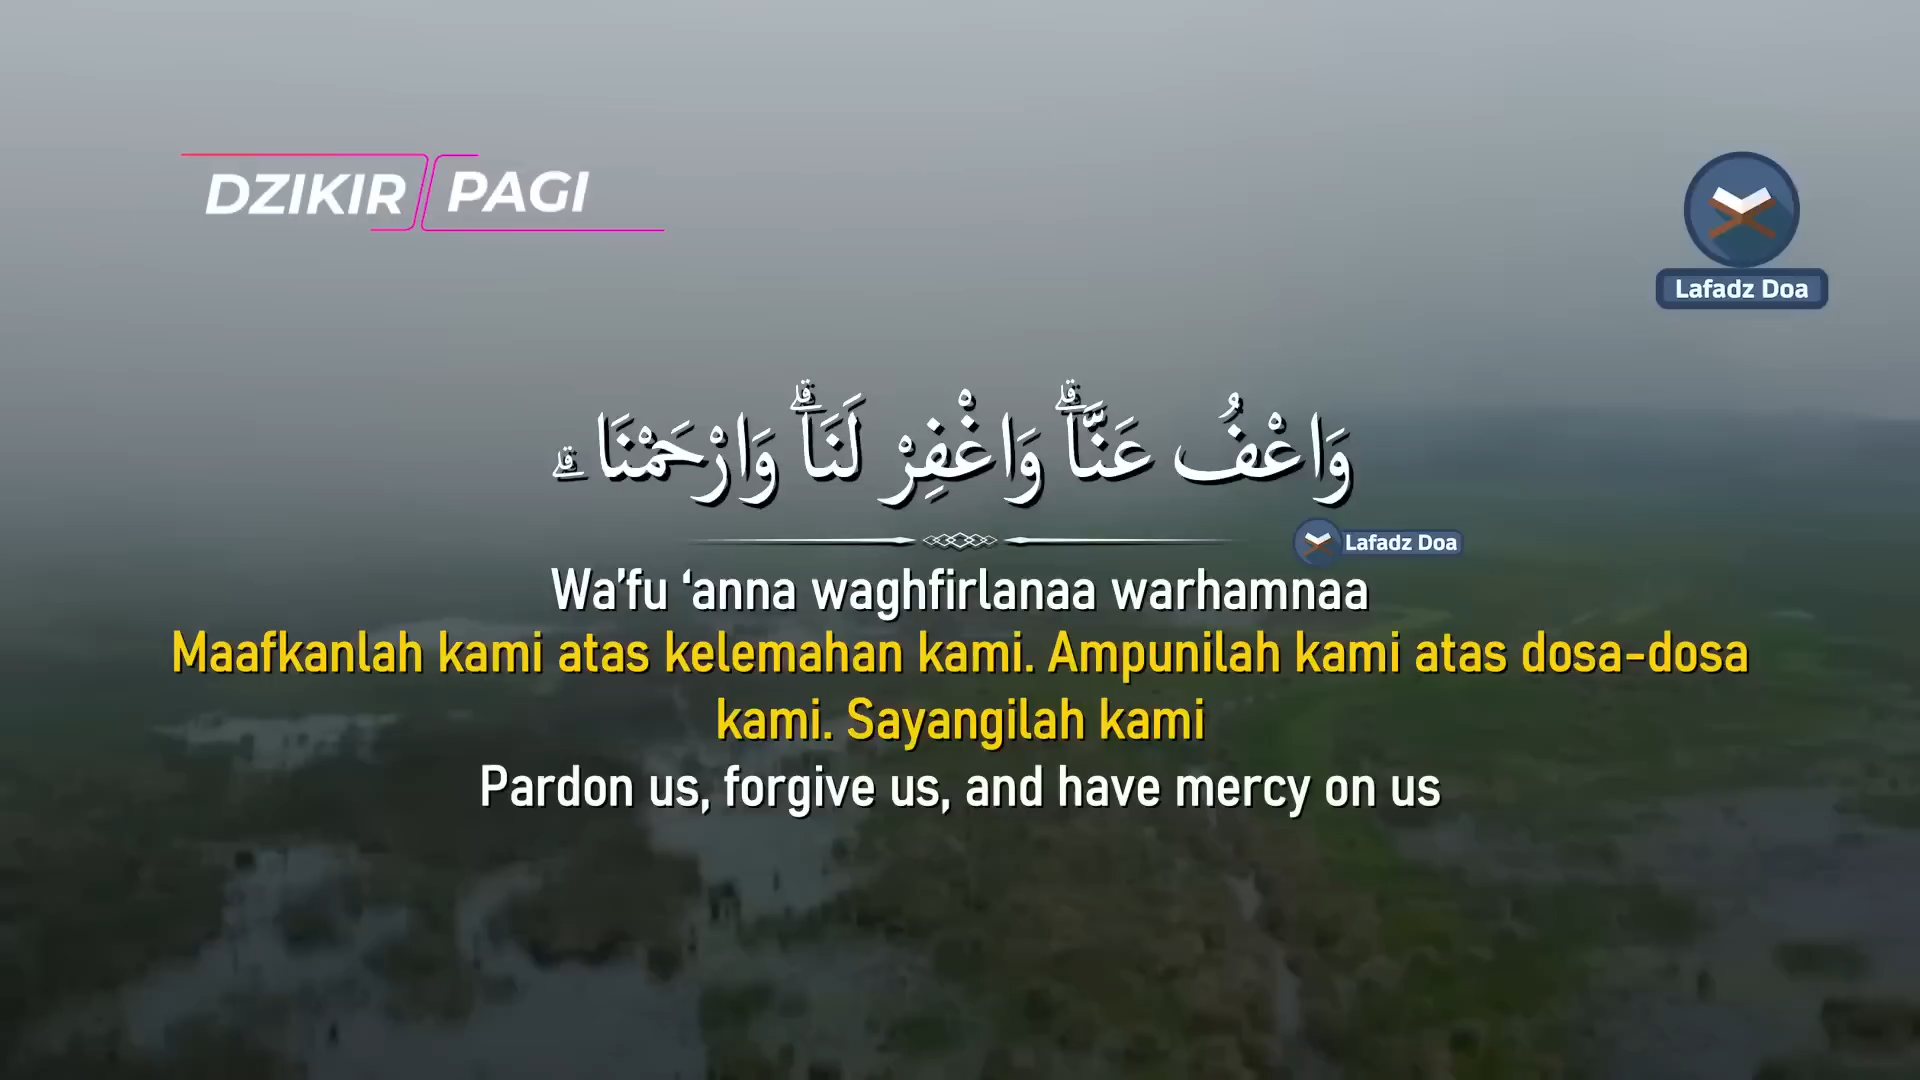 DZIKIR PAGI
Lafadz Doa
وَاعْفُ عَنَّاۗ وَاغْفِرْ لَنَاۗ وَارْحَمْنَاۗ
Lafadz Doa
Wa’fu ‘anna waghfirlanaa warhamnaa
Maafkanlah kami atas kelemahan kami. Ampunilah kami atas dosa-dosa
kami. Sayangilah kami
Pardon us, forgive us, and have mercy on us